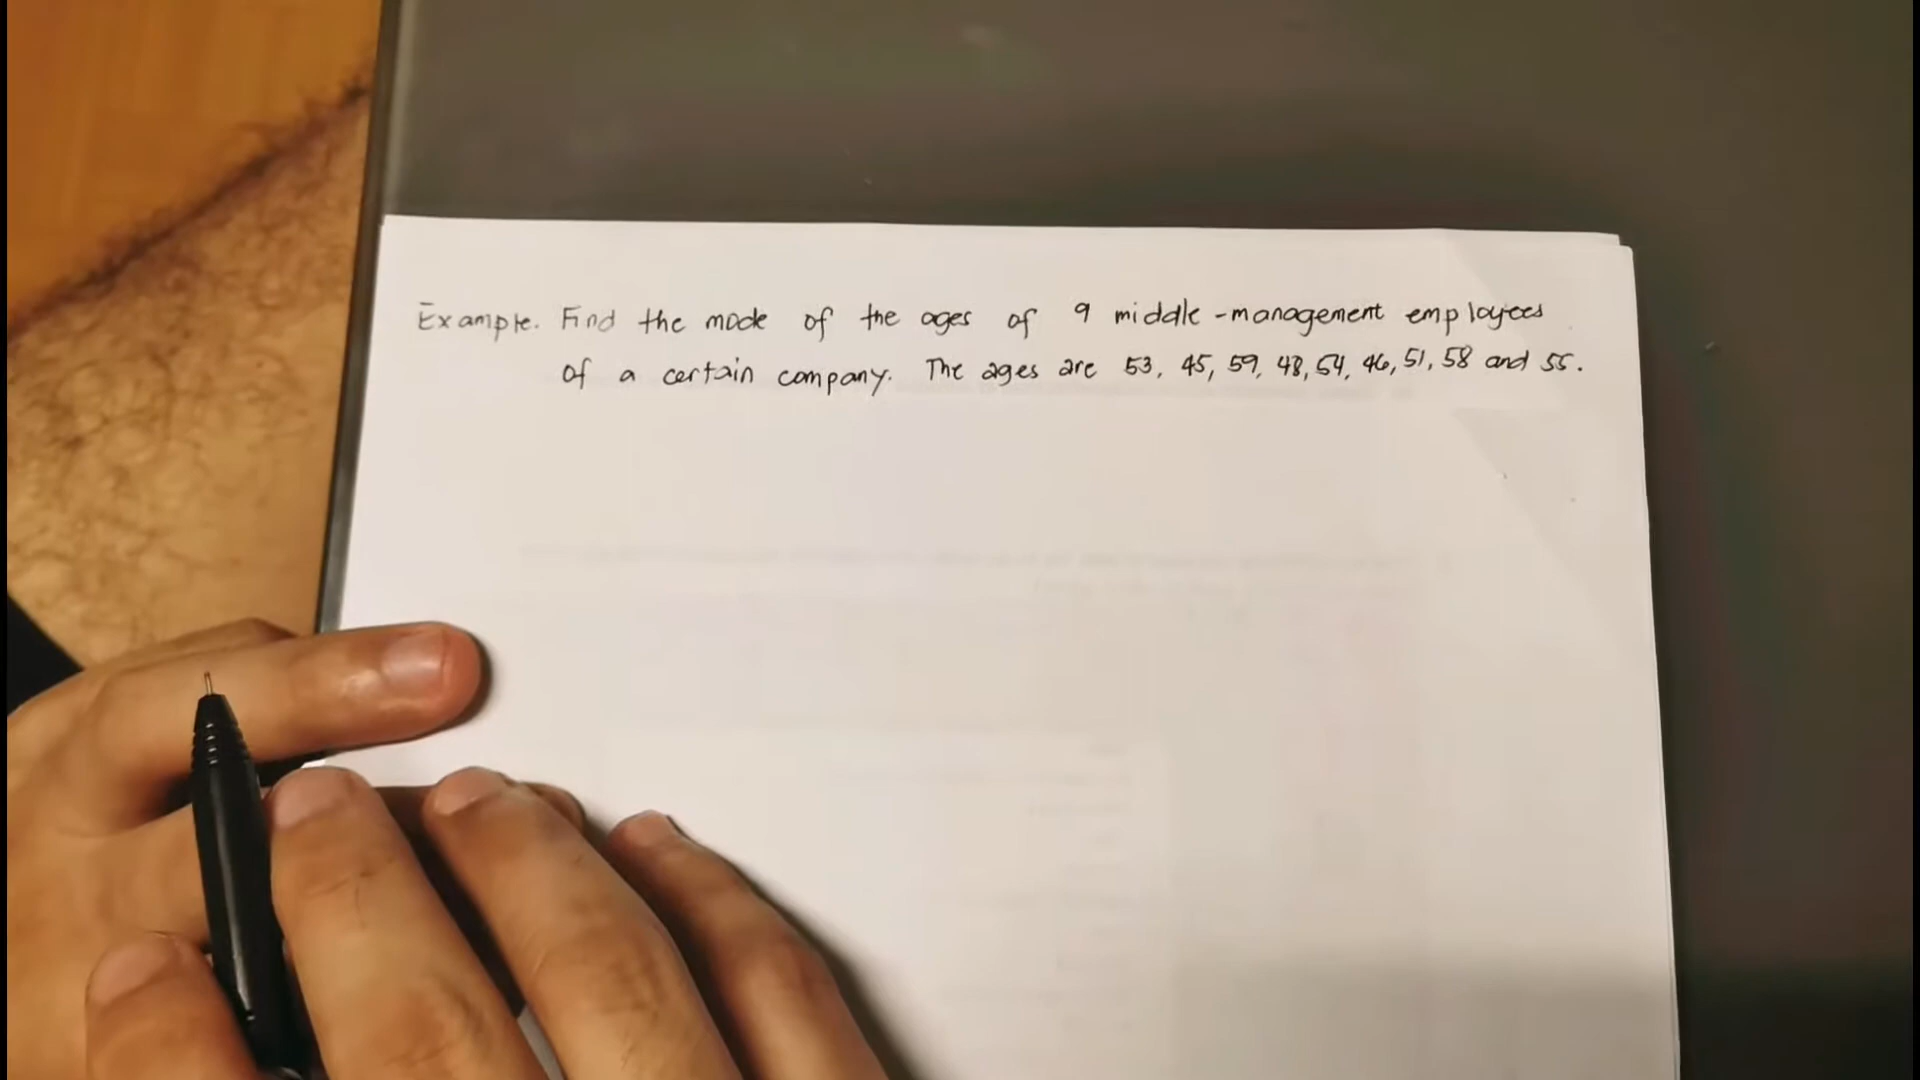 Example. Find the mode of the ages of 9 middle-management employees
of a certain company. The ages are 53, 45, 59, 48, 54, 46, 51, 58 and 55.